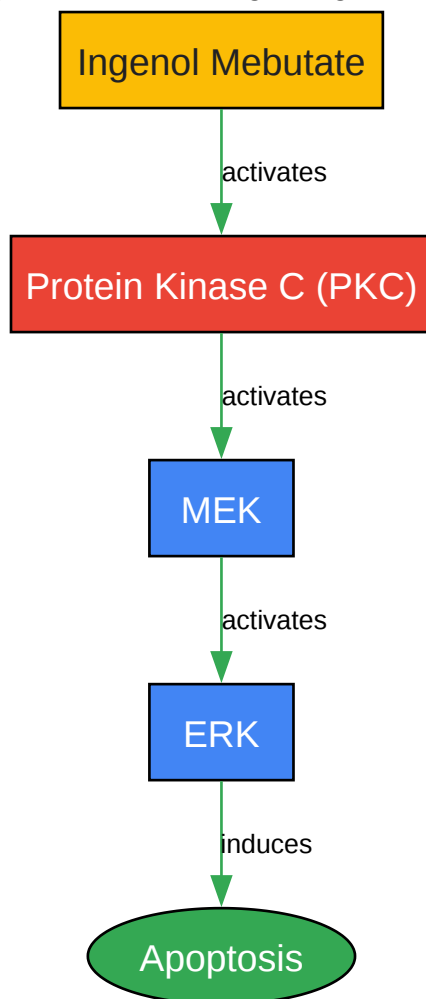 Ingenol Mebutate
activates
Protein Kinase C (PKC)
activates
MEK
activates
ERK
induces
Apoptosis